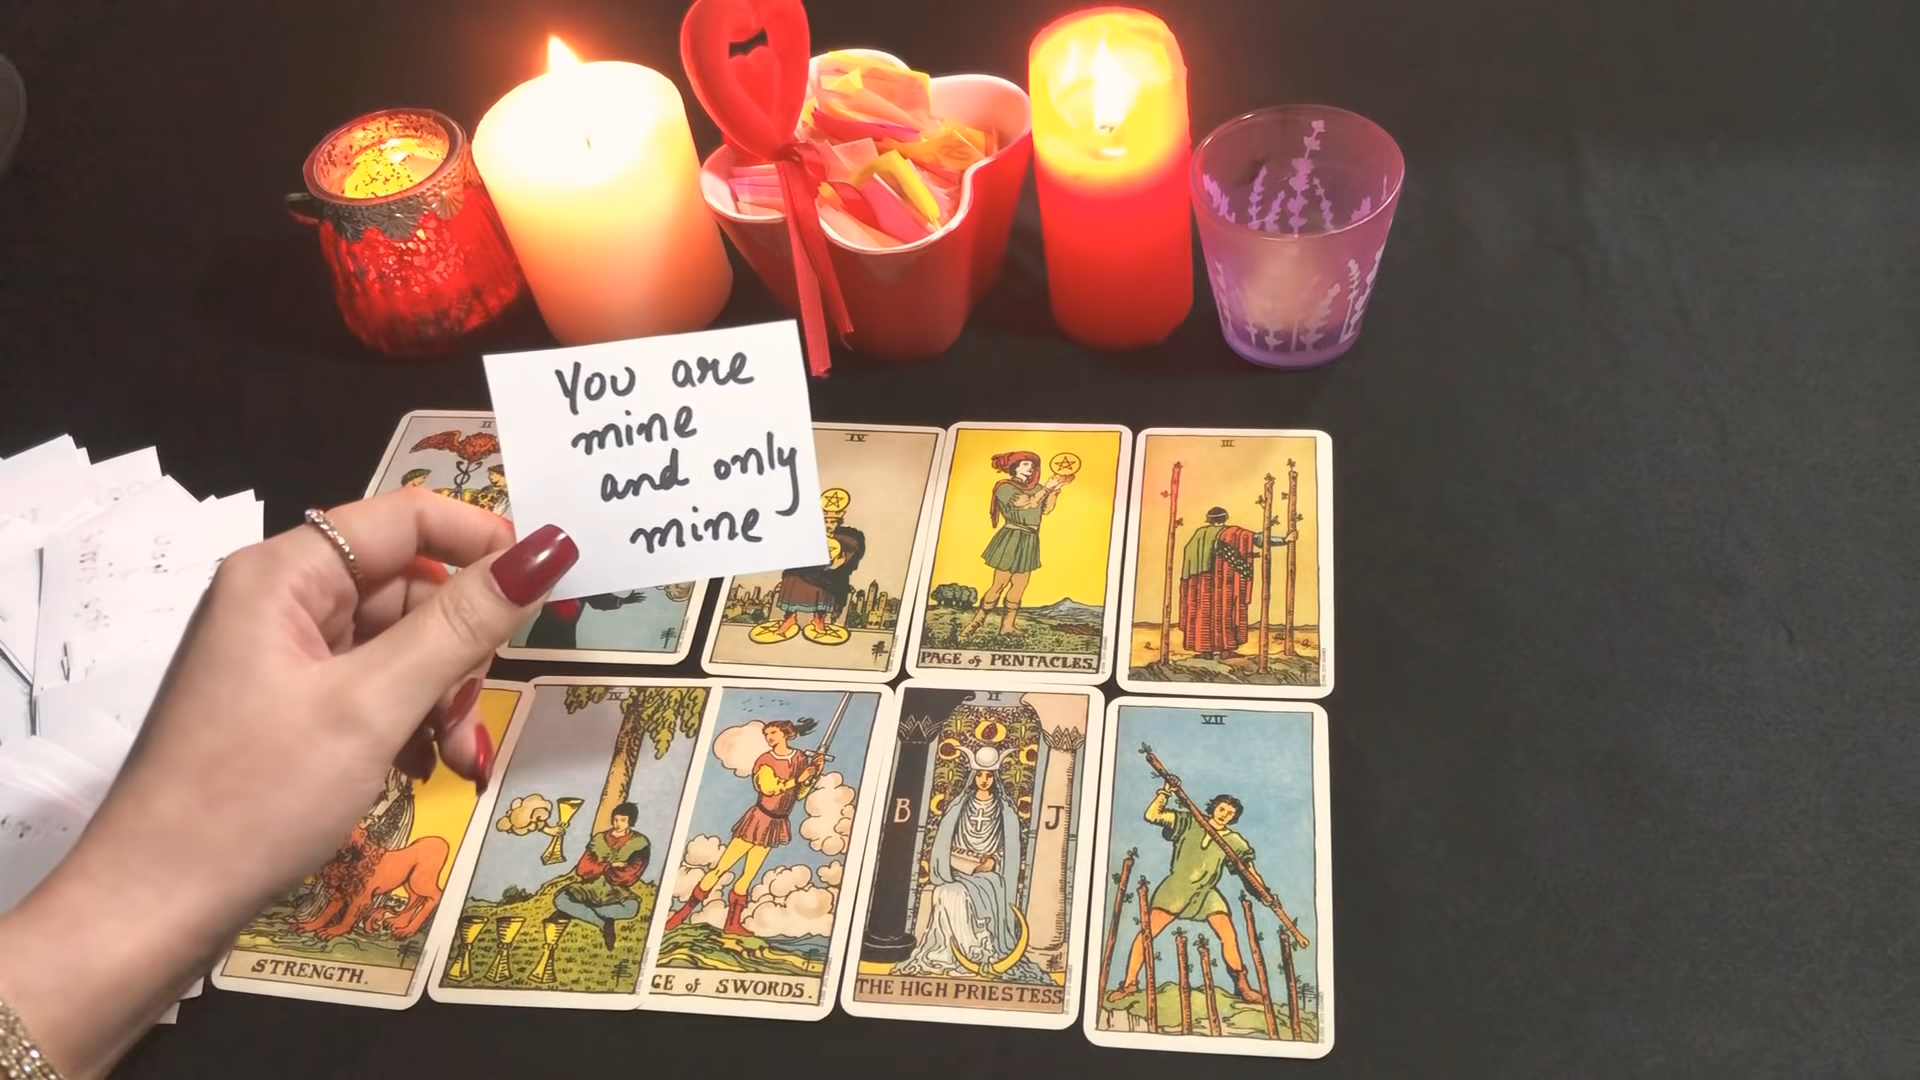 You are
mine
and only
mine
II
IV
PAGE of PENTACLES.
III
STRENGTH.
IV
GE of SWORDS.
II
B
J
THE HIGH PRIESTESS
VII